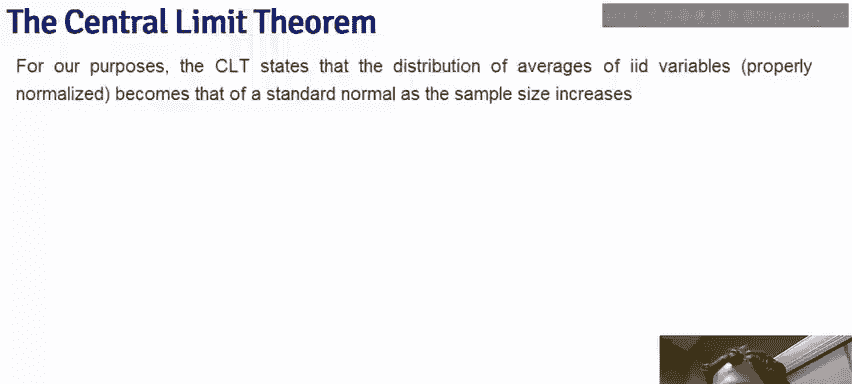 The Central Limit Theorem
For our purposes, the CLT states that the distribution of averages of iid variables (properly
normalized) becomes that of a standard normal as the sample size increases